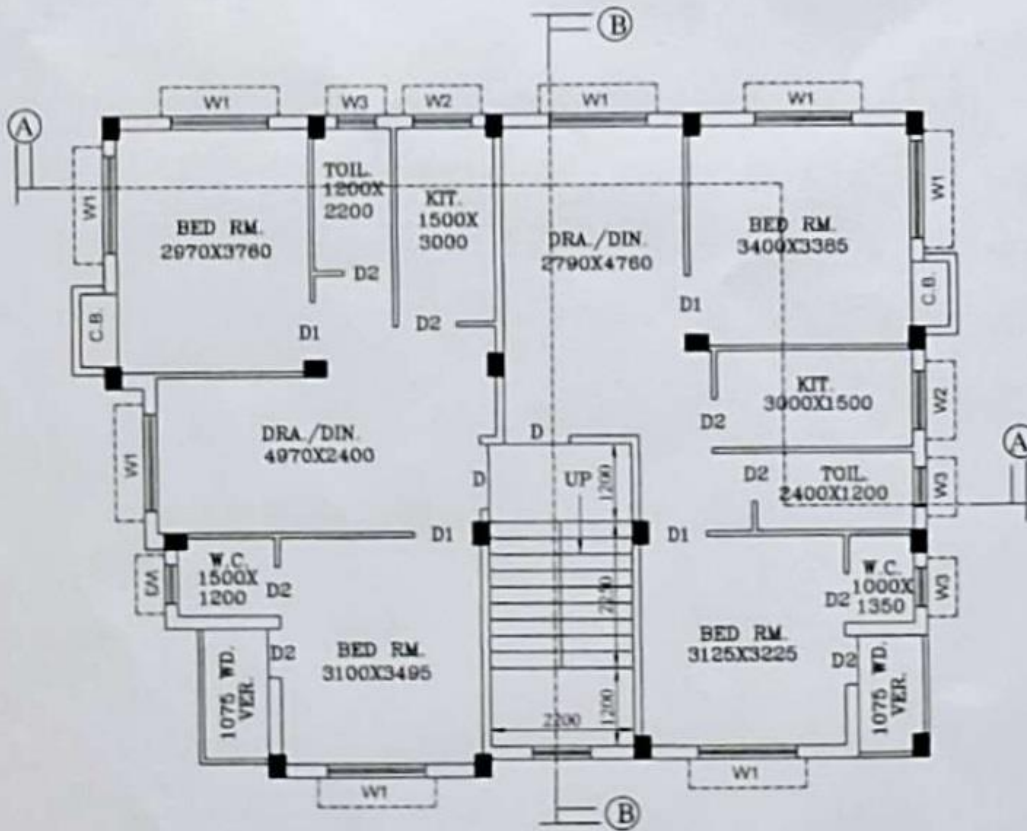 B
W1
W3
W2
W1
W1
A
W1
TOIL.
1200X
2200
KIT.
1500X
3000
BED RM.
2970X3760
DRA./DIN.
2790X4760
BED RM.
3400X3385
W1
C.B.
D2
D1
D2
D1
C.B.
KIT.
3000X1500
W2
D2
DRA./DIN.
4970X2400
W1
D
D
UP
1200
D2
TOIL.
2400X1200
W3
A
D1
D1
W.C.
1500X
1200
W3
D2
2250
W.C.
1000X
1350
D2
W3
BED RM.
3100X3495
D2
BED RM.
3125X3225
D2
1075 WD.
VER.
2200
1200
1075 WD.
VER.
W1
W1
B